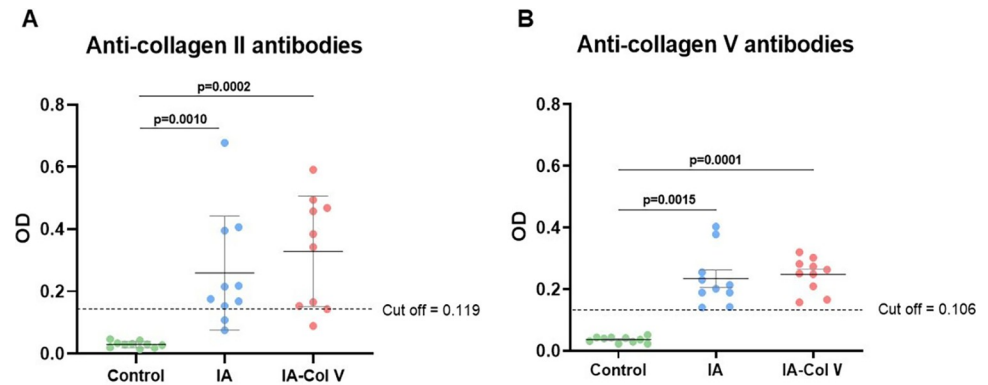 A
Anti-collagen II antibodies
p=0.0002
p=0.0010
0.8
0.6
0.4
0.2
0.0
OD
Cut off = 0.119
Control IA IA-Col V
B
Anti-collagen V antibodies
p=0.0001
p=0.0015
0.8
0.6
0.4
0.2
0.0
OD
Cut off = 0.106
Control IA IA-Col V